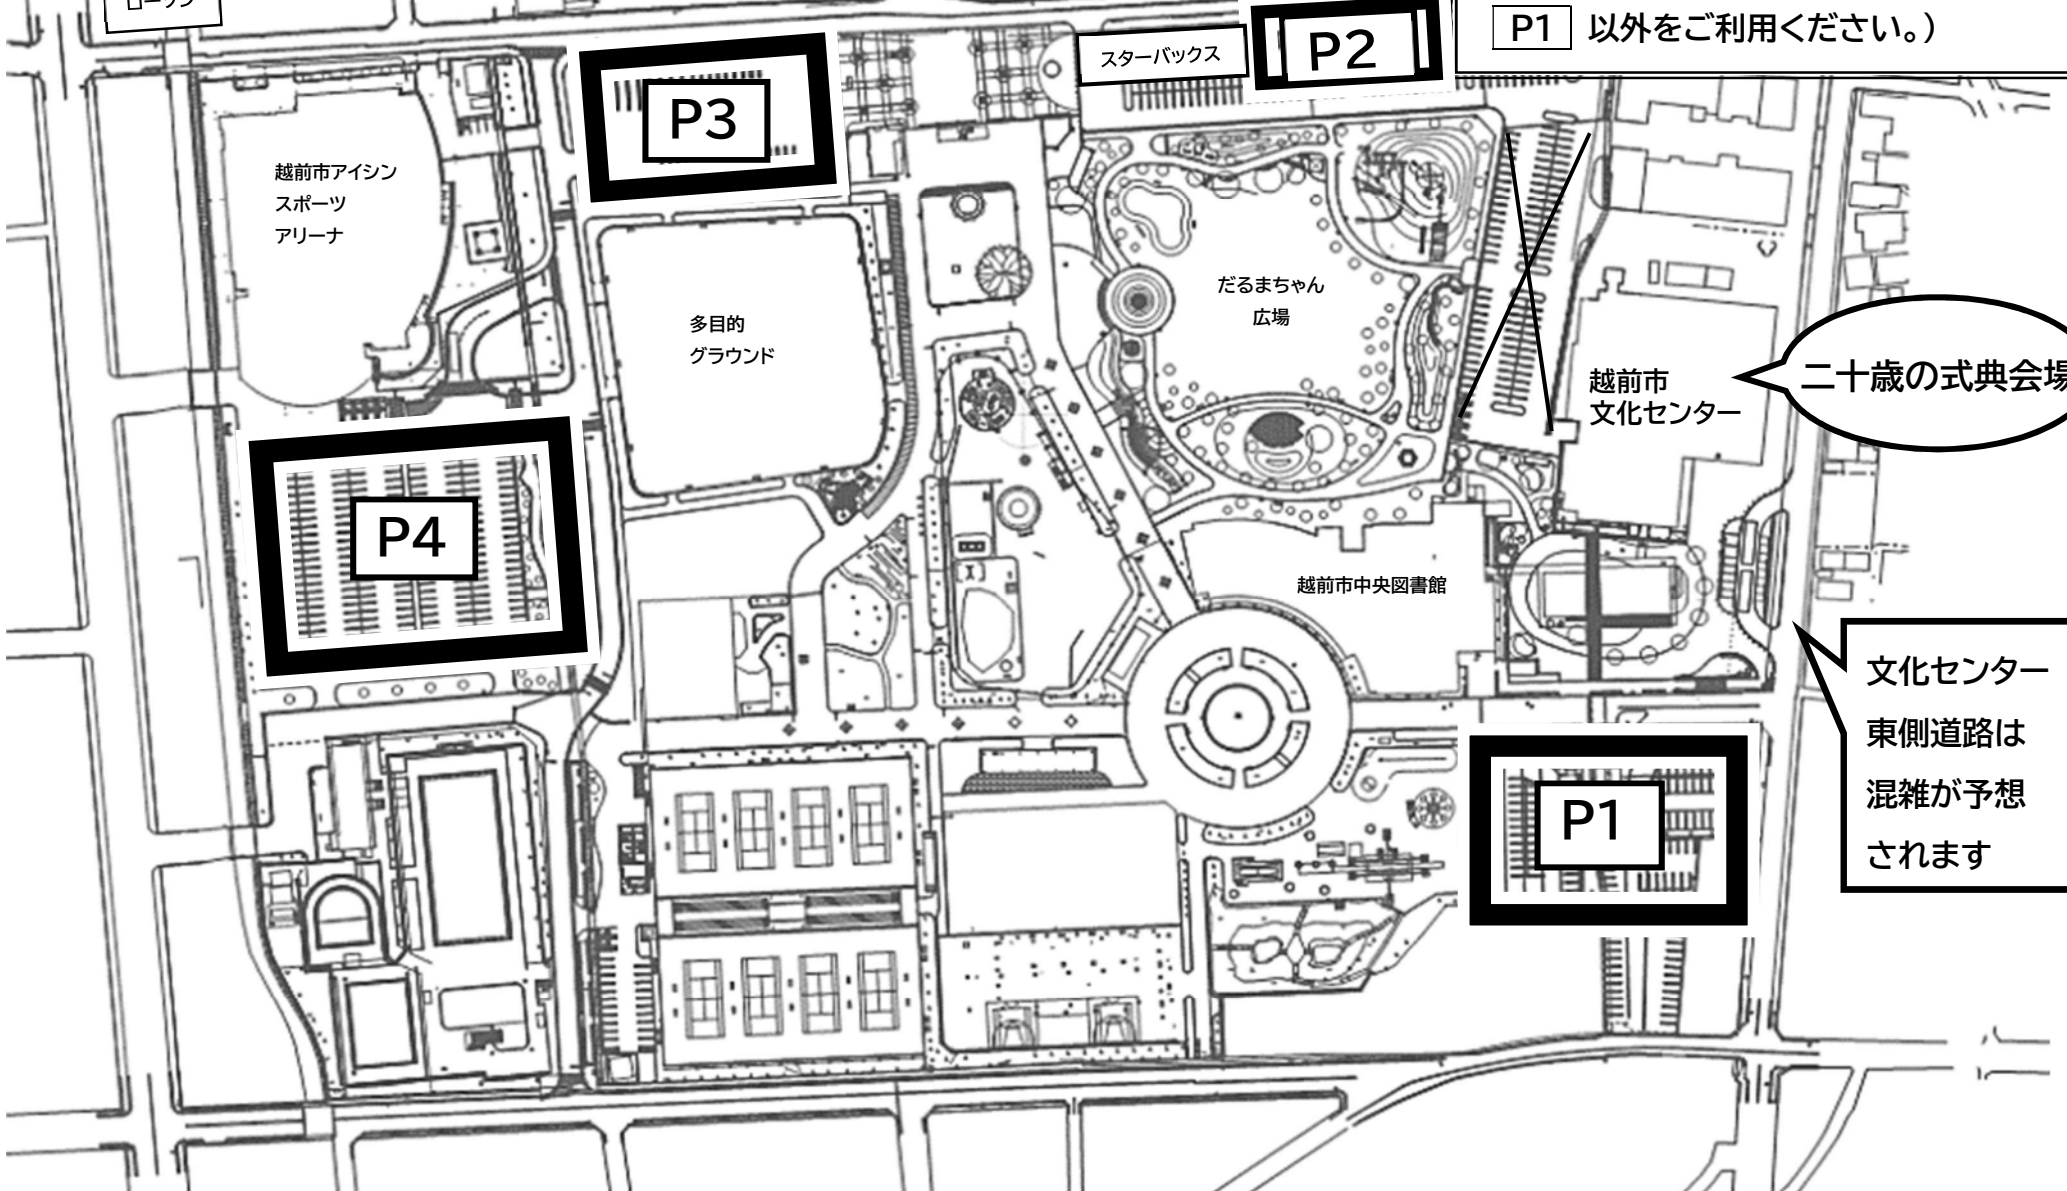 ローソン
P1 以外をご利用ください。)
P2
スターバックス
P3
越前市アイシン
スポーツ
アリーナ
多目的
グラウンド
だるまちゃん
広場
越前市
文化センター
二十歳の式典会場
P4
越前市中央図書館
文化センター
東側道路は
混雑が予想
されます
P1